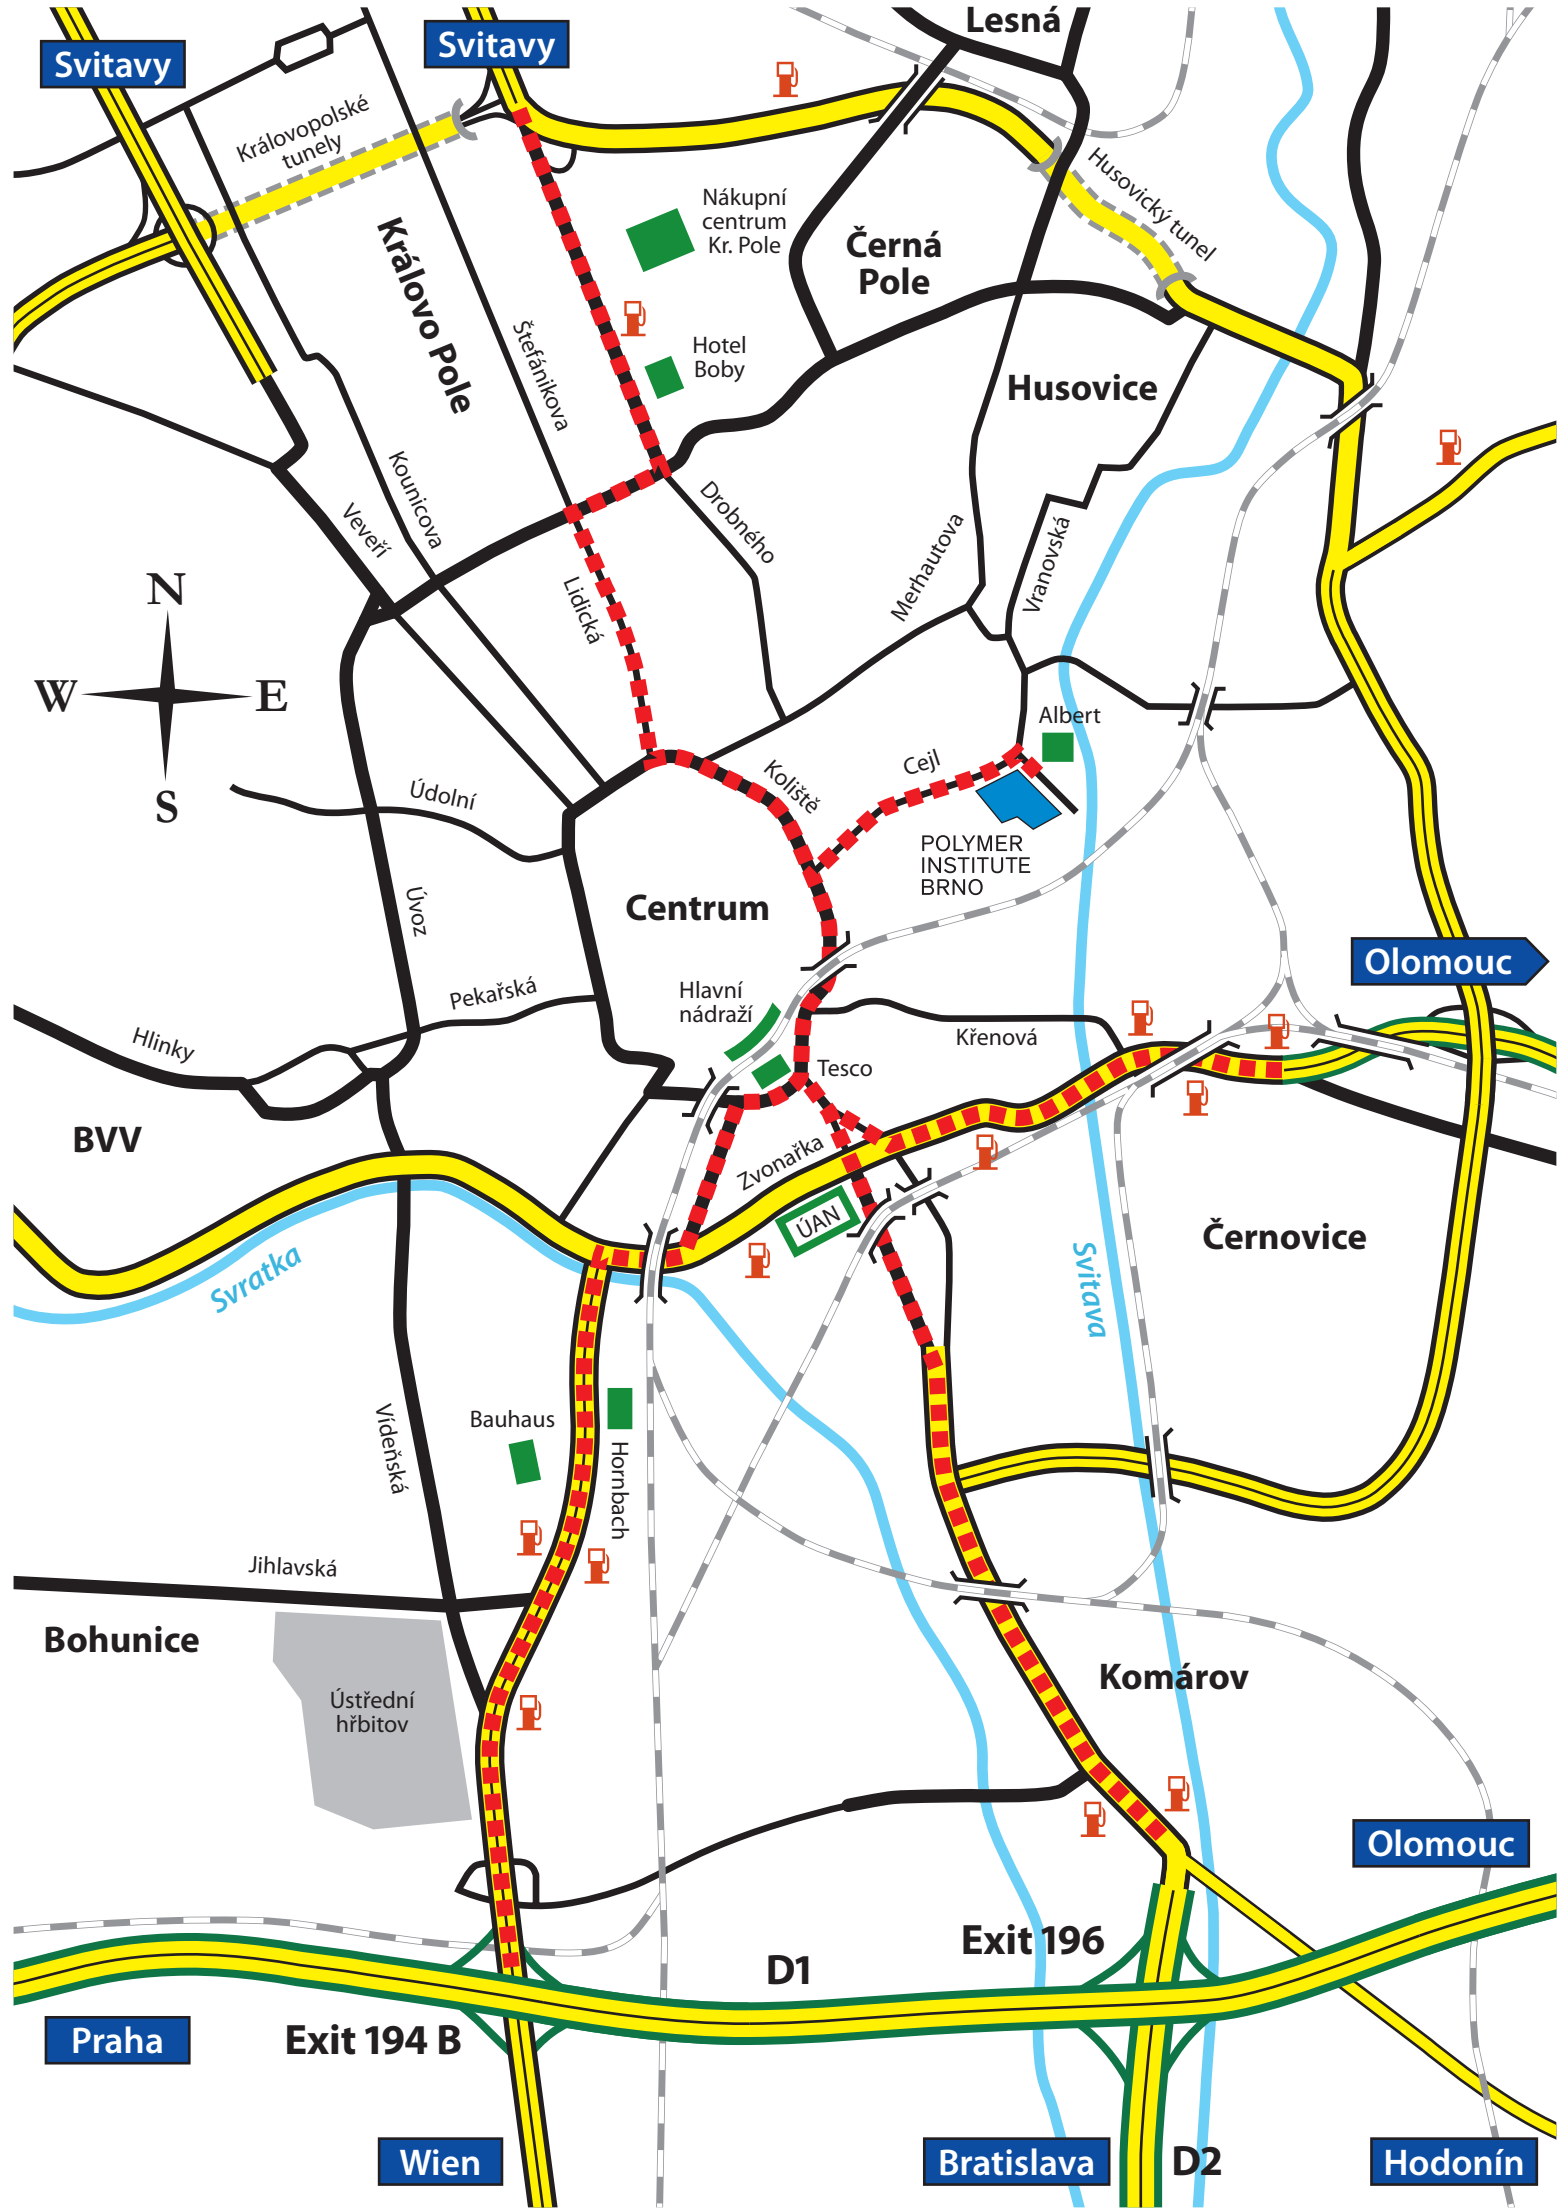 Lesná
Svitavy
Svitavy
Královopolské
tunely
Husovický tunel
Nákupní
centrum
Kr. Pole
Královo Pole
Černá
Pole
Štefánikova
Hotel
Boby
Husovice
Kounicova
Veveří
Drobného
Merhautova
Vranovská
Lidická
N
W
E
S
Albert
Údolní
Koliště
Cejl
POLYMER
INSTITUTE
BRNO
Úvoz
Centrum
Olomouc
Pekařská
Hlavní
nádraží
Hlinky
Křenová
Tesco
BVV
Zvonařka
ÚAN
Černovice
Svratka
Svitava
Vídeňská
Bauhaus
Hornbach
Jihlavská
Bohunice
Komárov
Ústřední
hřbitov
Olomouc
Exit 196
D1
Praha
Exit 194 B
Wien
Bratislava
D2
Hodonín